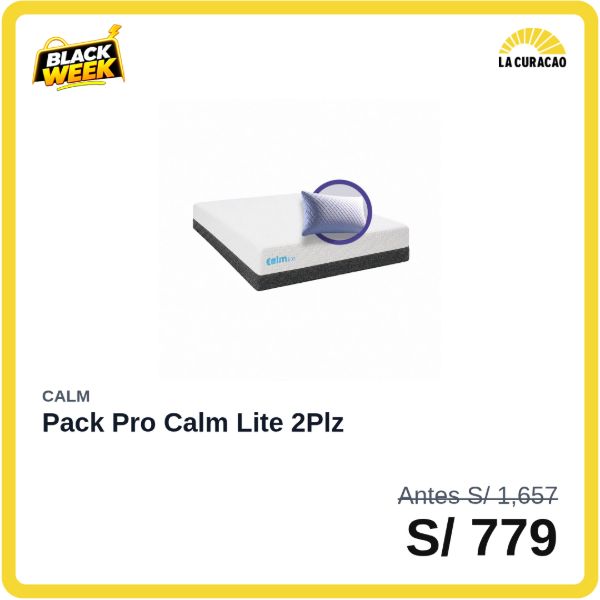 BLACK
WEEK
LA CURACAO
Calm
CALM
Pack Pro Calm Lite 2Plz
Antes S/ 1,657
S/ 779